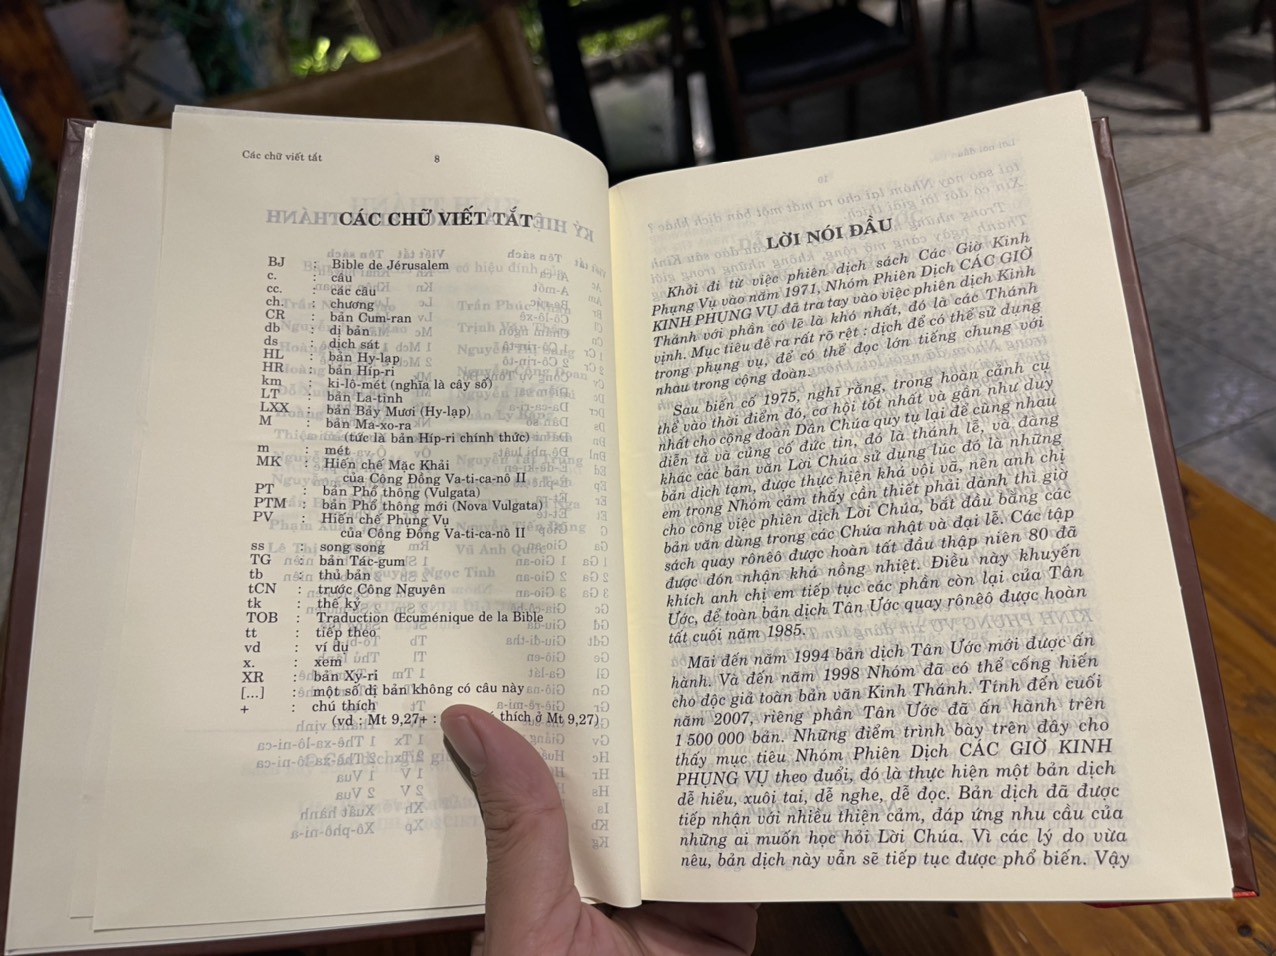 Các chữ viết tắt 8
CÁC CHỮ VIẾT TẮT
BJ : Bible de Jérusalem
c. : câu
cc. : các câu
ch. : chương
CR : bản Cum-ran
db : dị bản
ds : dịch sát
HL : bản Hy-lạp
HR : bản Híp-ri
km : ki-lô-mét (nghĩa là cây số)
LT : bản La-tinh
LXX : bản Bảy Mươi (Hy-lạp)
M : bản Ma-xo-ra
(tức là bản Híp-ri chính thức)
m : mét
MK : Hiến chế Mặc Khải
của Công Đồng Va-ti-ca-nô II
PT : bản Phổ thông (Vulgata)
PTM : bản Phổ thông mới (Nova Vulgata)
PV : Hiến chế Phụng Vụ
của Công Đồng Va-ti-ca-nô II
ss : song song
TG : bản Tác-gum
tb : thủ bản
tCN : trước Công Nguyên
tk : thế kỷ
TOB : Traduction Œcuménique de la Bible
tt : tiếp theo
vd : ví dụ
x. : xem
XR : bản Xy-ri
[...] : một số dị bản không có câu này
+ : chú thích
(vd : Mt 9,27+ : thích ở Mt 9,27)
LỜI NÓI ĐẦU
Khởi đi từ việc phiên dịch sách Các Giờ Kinh
Phụng Vụ vào năm 1971, Nhóm Phiên Dịch CÁC GIỜ
KINH PHỤNG VỤ đã tra tay vào việc phiên dịch Kinh
Thánh với phần có lẽ là khó nhất, đó là các Thánh
vịnh. Mục tiêu đề ra rất rõ rệt : dịch để có thể sử dụng
trong phụng vụ, để có thể đọc lớn tiếng chung với
nhau trong cộng đoàn.
Sau biến cố 1975, nghĩ rằng, trong hoàn cảnh cụ
thể vào thời điểm đó, cơ hội tốt nhất và gần như duy
nhất cho cộng đoàn Dân Chúa quy tụ lại để cùng nhau
diễn tả và củng cố đức tin, đó là thánh lễ, và đàng
khác các bản văn Lời Chúa sử dụng lúc đó là những
bản dịch tạm, được thực hiện khá vội vã, nên anh chị
em trong Nhóm cảm thấy cần thiết phải dành thì giờ
cho công việc phiên dịch Lời Chúa, bắt đầu bằng các
bản văn dùng trong các Chúa nhật và đại lễ. Các tập
sách quay rônêô được hoàn tất đầu thập niên 80 đã
được đón nhận khá nồng nhiệt. Điều này khuyến
khích anh chị em tiếp tục các phần còn lại của Tân
Ước, để toàn bản dịch Tân Ước quay rônêô được hoàn
tất cuối năm 1985.
Mãi đến năm 1994 bản dịch Tân Ước mới được ấn
hành. Và đến năm 1998 Nhóm đã có thể cống hiến
cho độc giả toàn bản văn Kinh Thánh. Tính đến cuối
năm 2007, riêng phần Tân Ước đã ấn hành trên
1 500 000 bản. Những điểm trình bày trên đây cho
thấy mục tiêu Nhóm Phiên Dịch CÁC GIỜ KINH
PHỤNG VỤ theo đuổi, đó là thực hiện một bản dịch
dễ hiểu, xuôi tai, dễ nghe, dễ đọc. Bản dịch đã được
tiếp nhận với nhiều thiện cảm, đáp ứng nhu cầu của
những ai muốn học hỏi Lời Chúa. Vì các lý do vừa
nêu, bản dịch này vẫn sẽ tiếp tục được phổ biến. Vậy